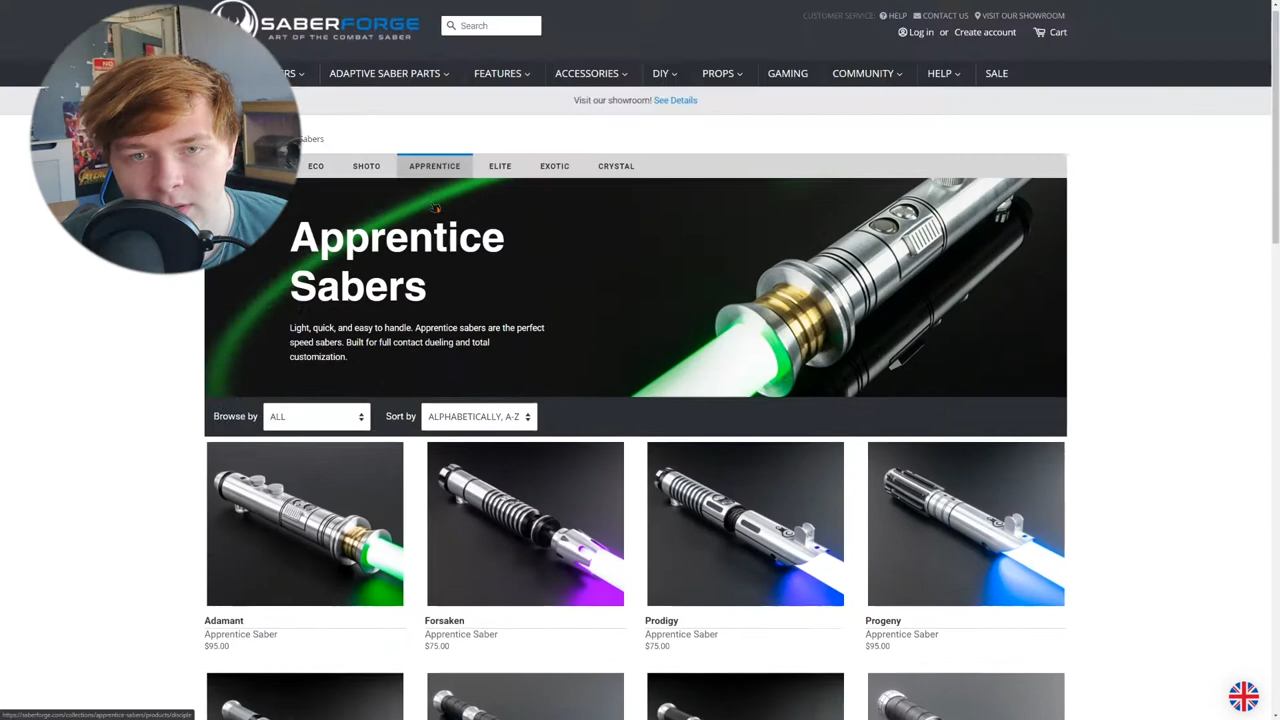 SABERFORGE
ART OF THE COMBAT SABER
Search
CUSTOMER SERVICE: HELP CONTACT US VISIT OUR SHOWROOM
Log in or Create account Cart
ERS ADAPTIVE SABER PARTS FEATURES ACCESSORIES DIY PROPS GAMING COMMUNITY HELP SALE
Visit our showroom! See Details
Sabers
ECO SHOTO APPRENTICE ELITE EXOTIC CRYSTAL
Apprentice
Sabers
Light, quick, and easy to handle. Apprentice sabers are the perfect
speed sabers. Built for full contact dueling and total
customization.
Browse by ALL Sort by ALPHABETICALLY, A-Z
Adamant
Apprentice Saber
$95.00
Forsaken
Apprentice Saber
$75.00
Prodigy
Apprentice Saber
$75.00
Progeny
Apprentice Saber
$95.00
https://saberforge.com/collections/apprentice-sabers/products/disciple